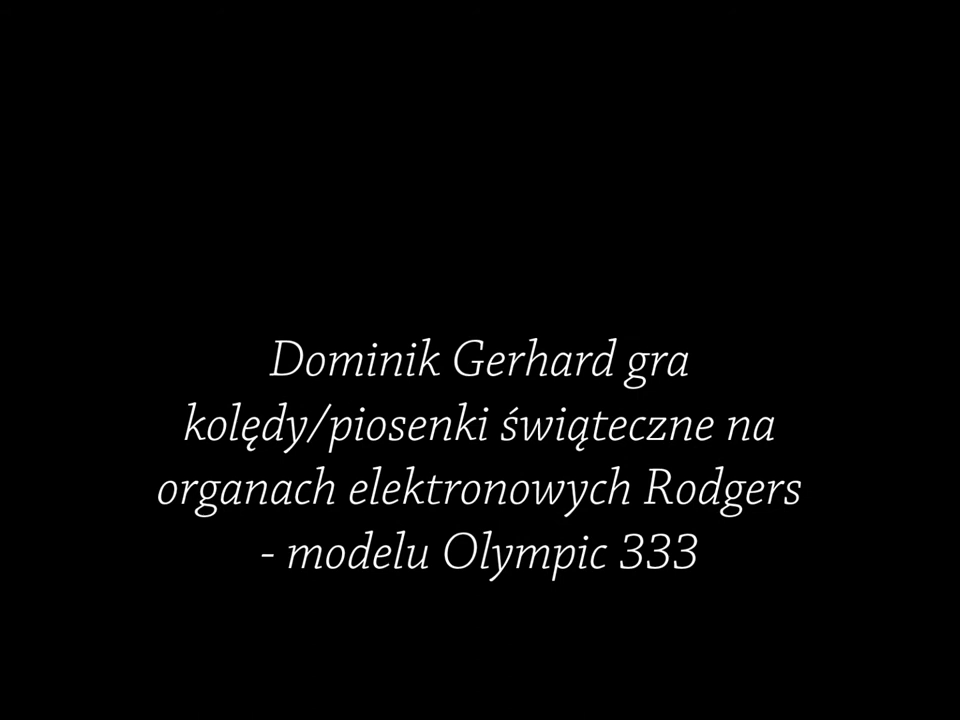 Dominik Gerhard gra
kolędy/piosenki świąteczne na
organach elektronowych Rodgers
- modelu Olympic 333